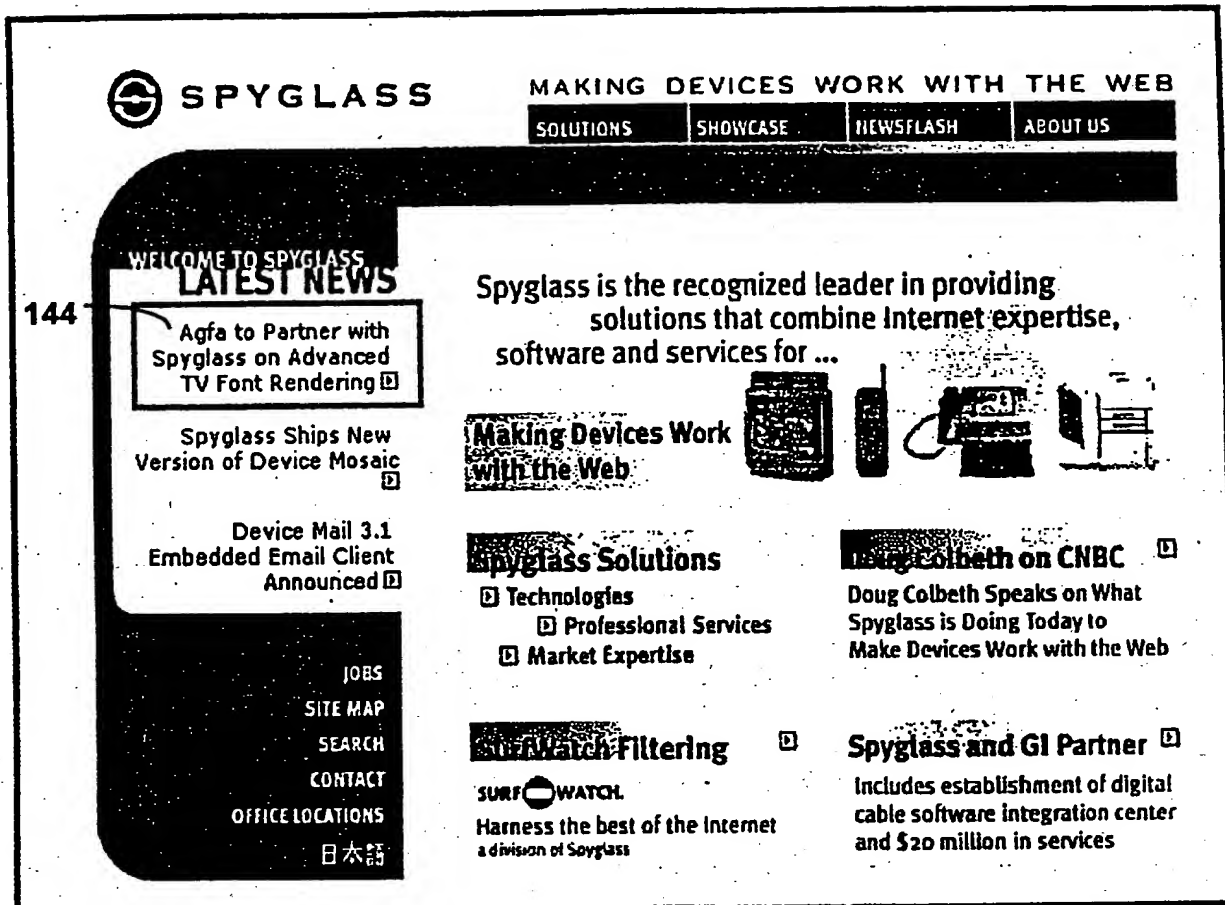 SPYGLASS
MAKING DEVICES WORK WITH THE WEB
SOLUTIONS
SHOWCASE
NEWSFLASH
ABOUT US
WELCOME TO SPYGLASS
LATEST NEWS
144
Agfa to Partner with
Spyglass on Advanced
TV Font Rendering
Spyglass Ships New
Version of Device Mosaic
Device Mail 3.1
Embedded Email Client
Announced
JOBS
SITE MAP
SEARCH
CONTACT
OFFICE LOCATIONS
日本語
Spyglass is the recognized leader in providing
solutions that combine Internet expertise,
software and services for ...
Making Devices Work
with the Web
Spyglass Solutions
Technologies
Professional Services
Market Expertise
Doug Colbeth on CNBC
Doug Colbeth Speaks on What
Spyglass is Doing Today to
Make Devices Work with the Web
SurfWatch Filtering
SURF WATCH.
Harness the best of the Internet
a division of Spyglass
Spyglass and GI Partner
Includes establishment of digital
cable software integration center
and $20 million in services